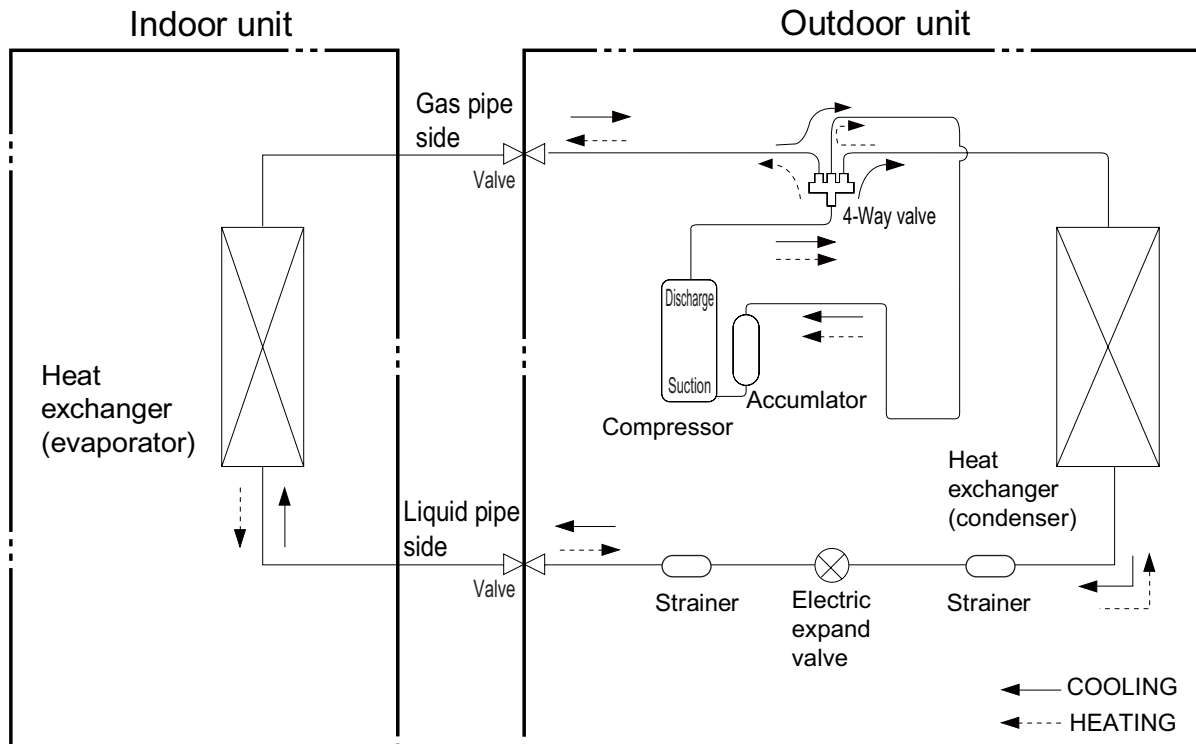 Indoor unit
Outdoor unit
Gas pipe
side
Valve
4-Way valve
Discharge
Suction
Compressor
Accumlator
Heat
exchanger
(evaporator)
Heat
exchanger
(condenser)
Liquid pipe
side
Valve
Strainer
Electric
expand
valve
Strainer
COOLING
HEATING